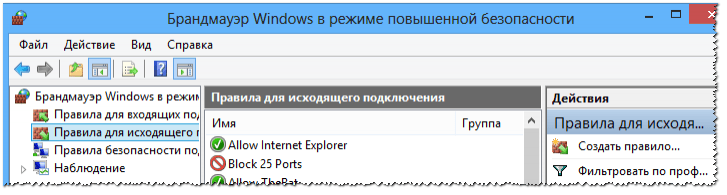 Брандмауэр Windows в режиме повышенной безопасности
Файл Действие Вид Справка
Брандмауэр Windows в режи
Правила для входящих по
Правила для исходящего
Правила безопасности по
Наблюдение
Правила для исходящего подключения
Имя Группа
Allow Internet Explorer
Block 25 Ports
Allow TheBat
Действия
Правила для исходя...
Создать правило...
Фильтровать по проф...